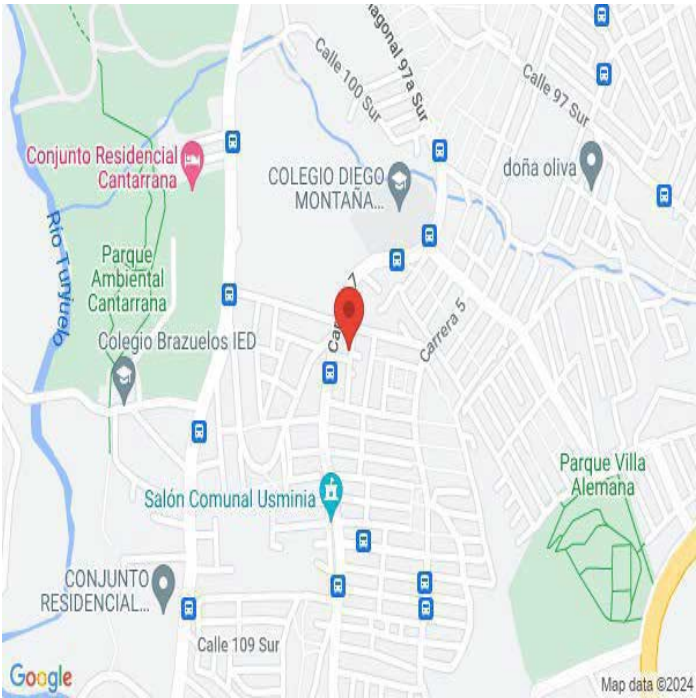 Diagonal 97a Sur
Calle 100 Sur
Calle 97 Sur
Conjunto Residencial
Cantarrana
COLEGIO DIEGO
MONTAÑA...
doña oliva
Río Tunjuelo
Parque
Ambiental
Cantarrana
Carrera 5
Colegio Brazuelos IED
Parque Villa
Alemana
Salón Comunal Usminia
CONJUNTO
RESIDENCIAL...
Calle 109 Sur
Google
Map data ©2024